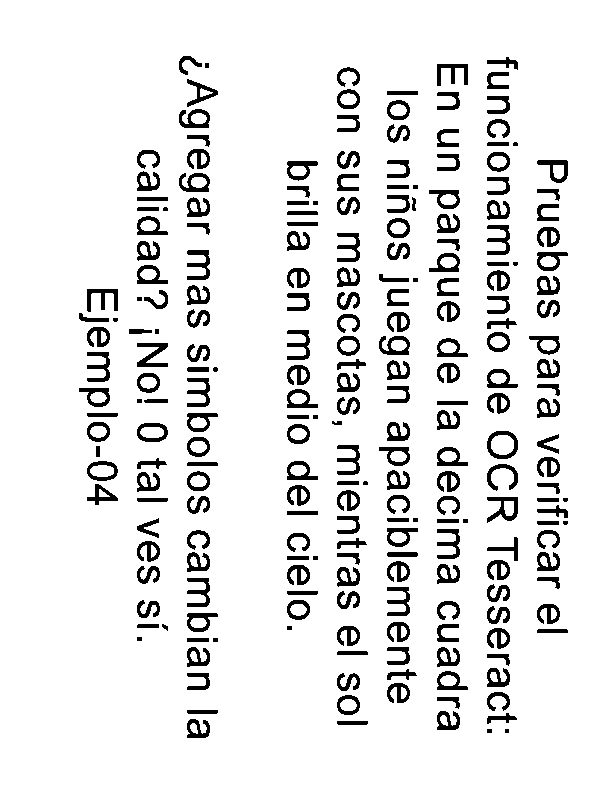 Pruebas para verificar el
funcionamiento de OCR Tesseract:
En un parque de la decima cuadra
los niños juegan apaciblemente
con sus mascotas, mientras el sol
brilla en medio del cielo.
¿Agregar mas simbolos cambian la
calidad? ¡No! 0 tal ves sí.
Ejemplo-04